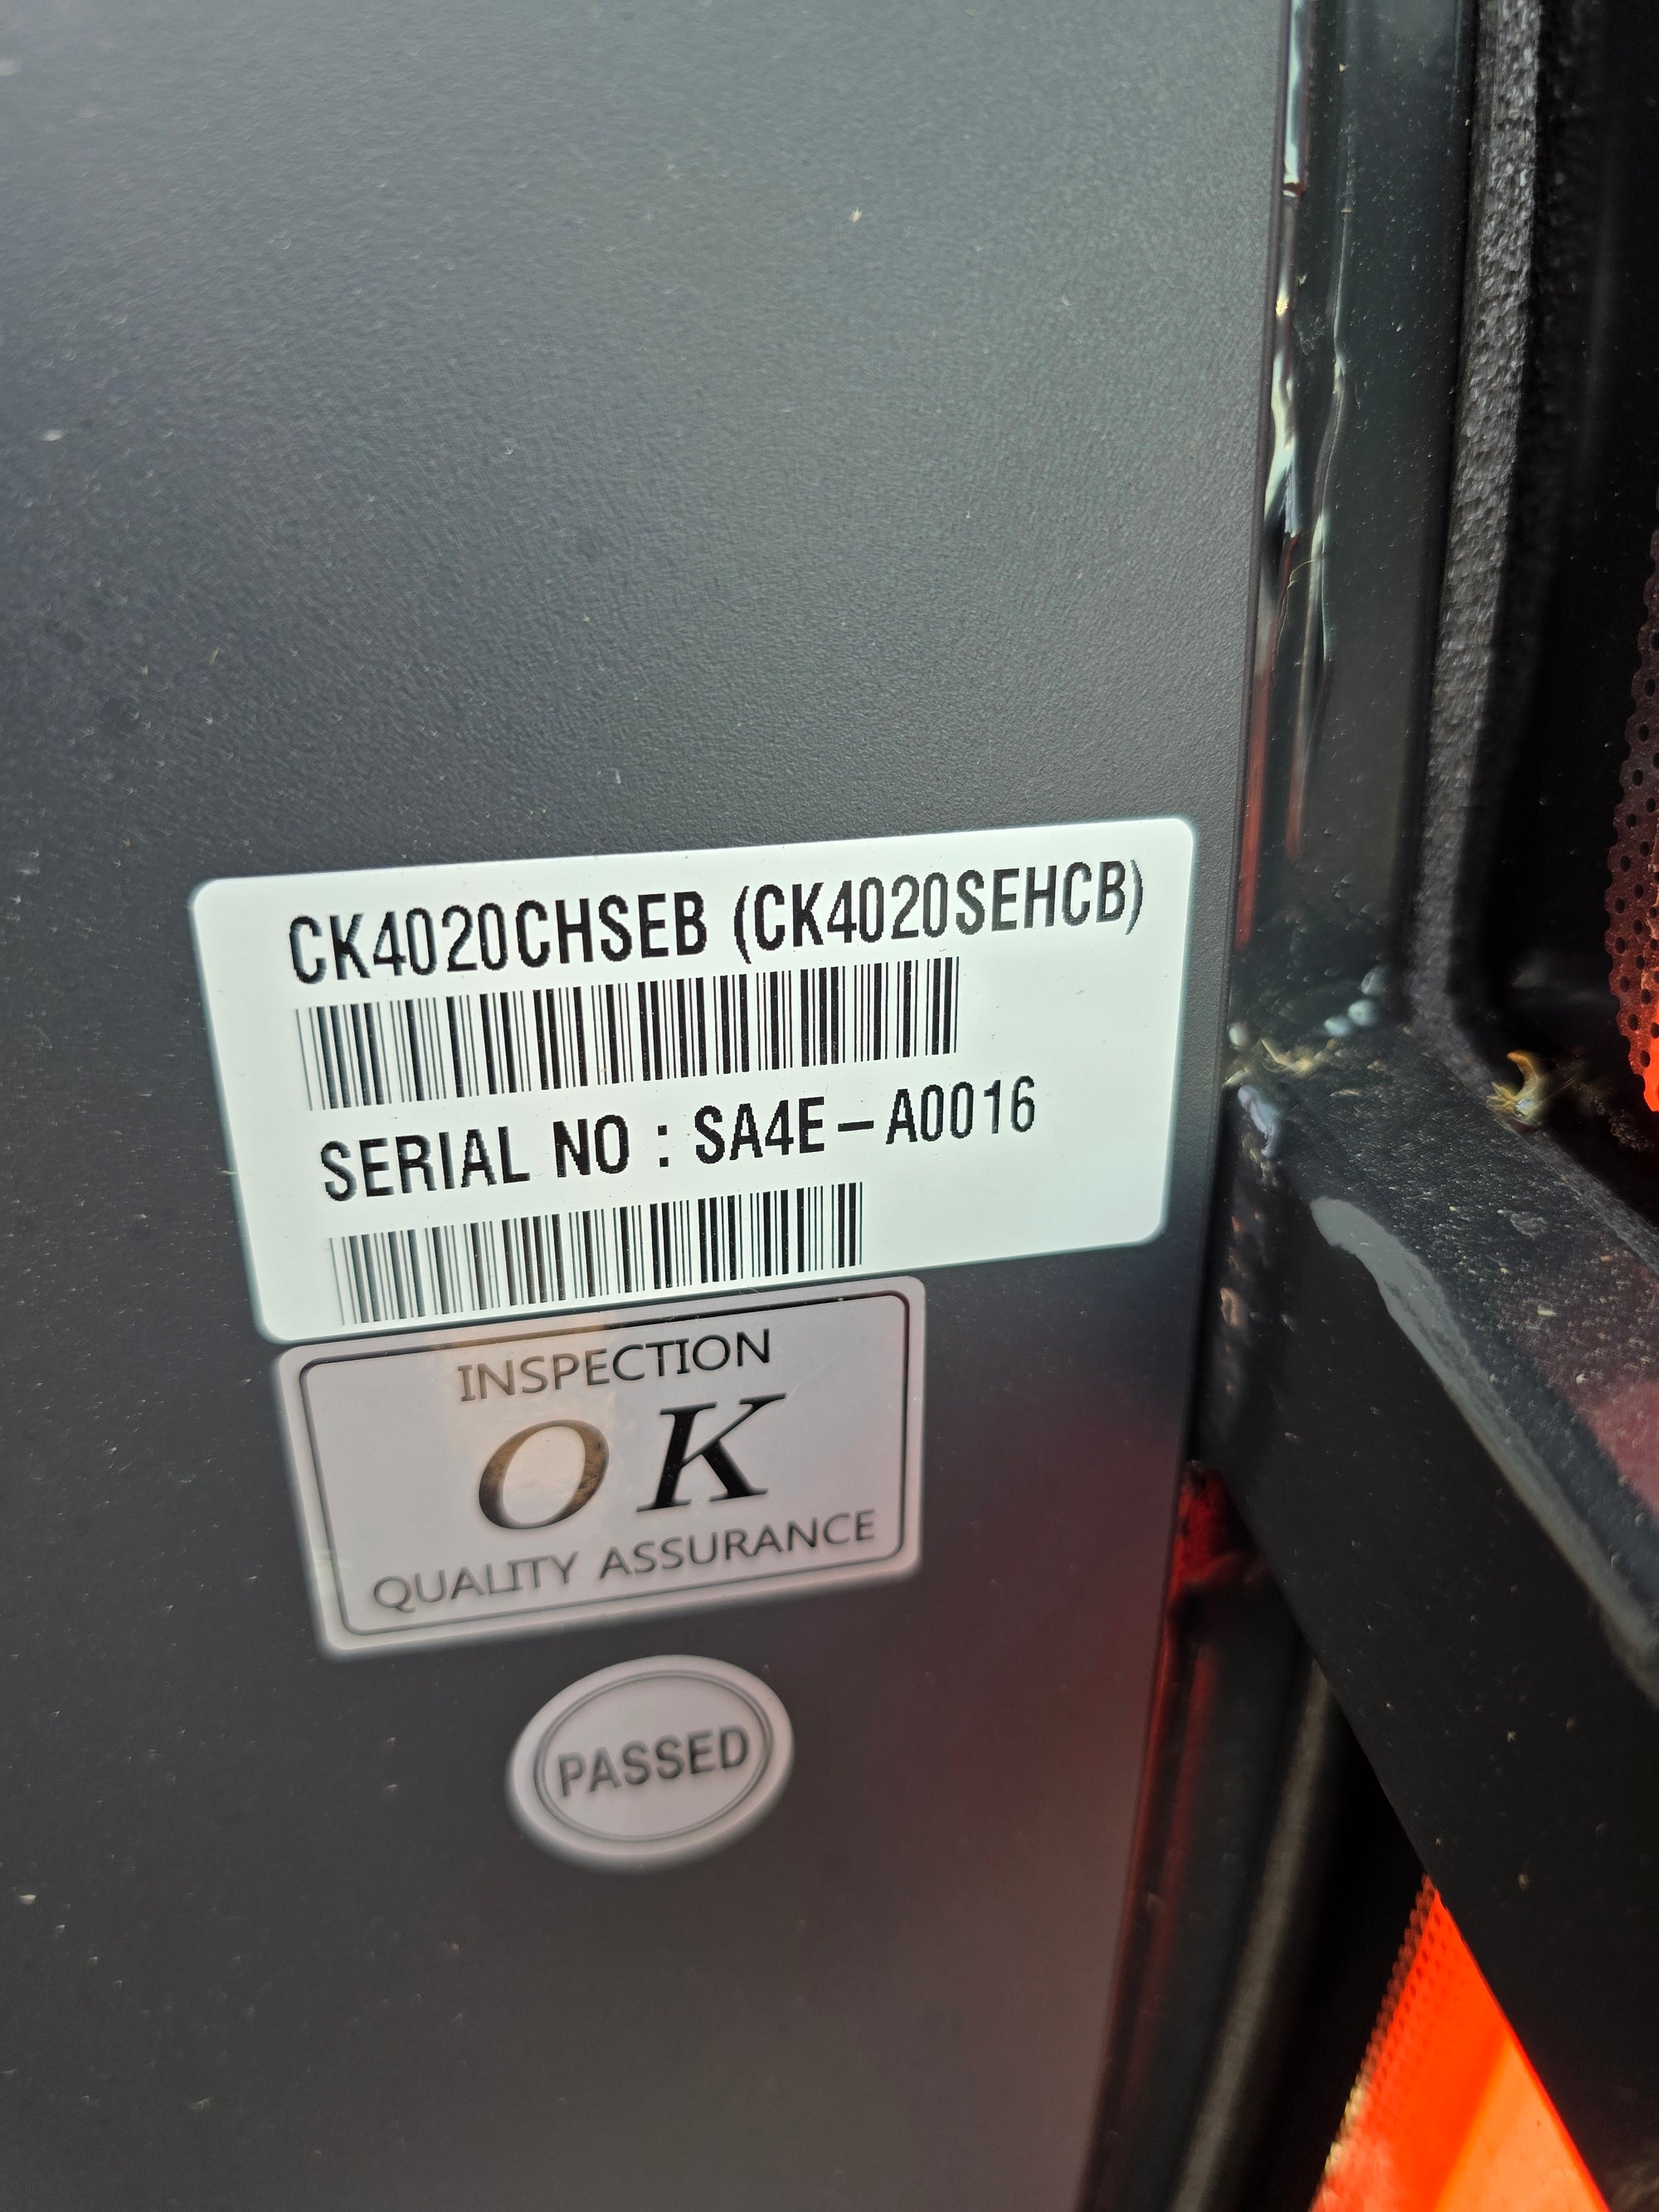 CK4020CHSEB (CK4020SEHCB)
SERIAL NO : SA4E-A0016
INSPECTION
OK
QUALITY ASSURANCE
PASSED